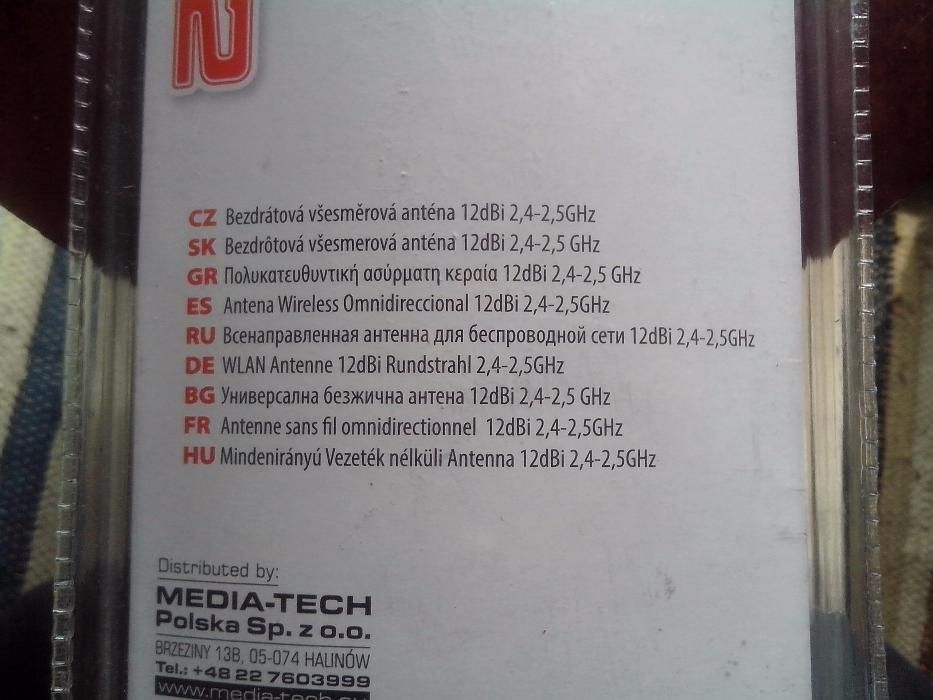 CZ Bezdrátová všesměrová anténa 12dBi 2,4-2,5GHz
SK Bezdrôtová všesmerová anténa 12dBi 2,4-2,5 GHz
GR Πολυκατευθυντική ασύρματη κεραία 12dBi 2,4-2,5 GHz
ES Antena Wireless Omnidireccional 12dBi 2,4-2,5GHz
RU Всенаправленная антенна для беспроводной сети 12dBi 2,4-2,5GHz
DE WLAN Antenne 12dBi Rundstrahl 2,4-2,5GHz
BG Универсална безжична антена 12dBi 2,4-2,5 GHz
FR Antenne sans fil omnidirectionnel 12dBi 2,4-2,5GHz
HU Mindenirányú Vezeték nélküli Antenna 12dBi 2,4-2,5GHz
Distributed by:
MEDIA-TECH
Polska Sp. z o.o.
BRZEZINY 13B, 05-074 HALINÓW
Tel.: +48 22 7603999
www.media-tech.eu